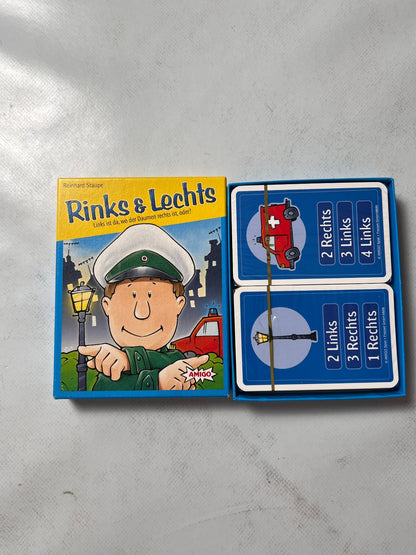 Reinhard Staupe
Rinks & Lechts
Links ist da, wo der Daumen rechts ist, oder!
AMIGO
2 Rechts
3 Links
4 Links
2 Links
3 Rechts
1 Rechts